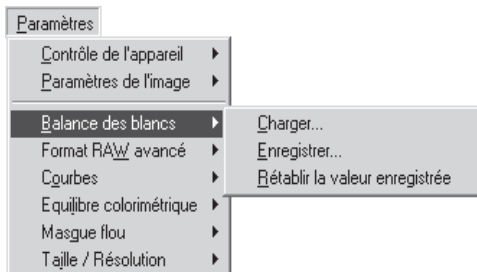 Paramètres
Contrôle de l'appareil
Paramètres de l'image
Balance des blancs
Charger...
Format RAW avancé
Enregistrer...
Courbes
Rétablir la valeur enregistrée
Equilibre colorimétrique
Masgue flou
Taille / Résolution